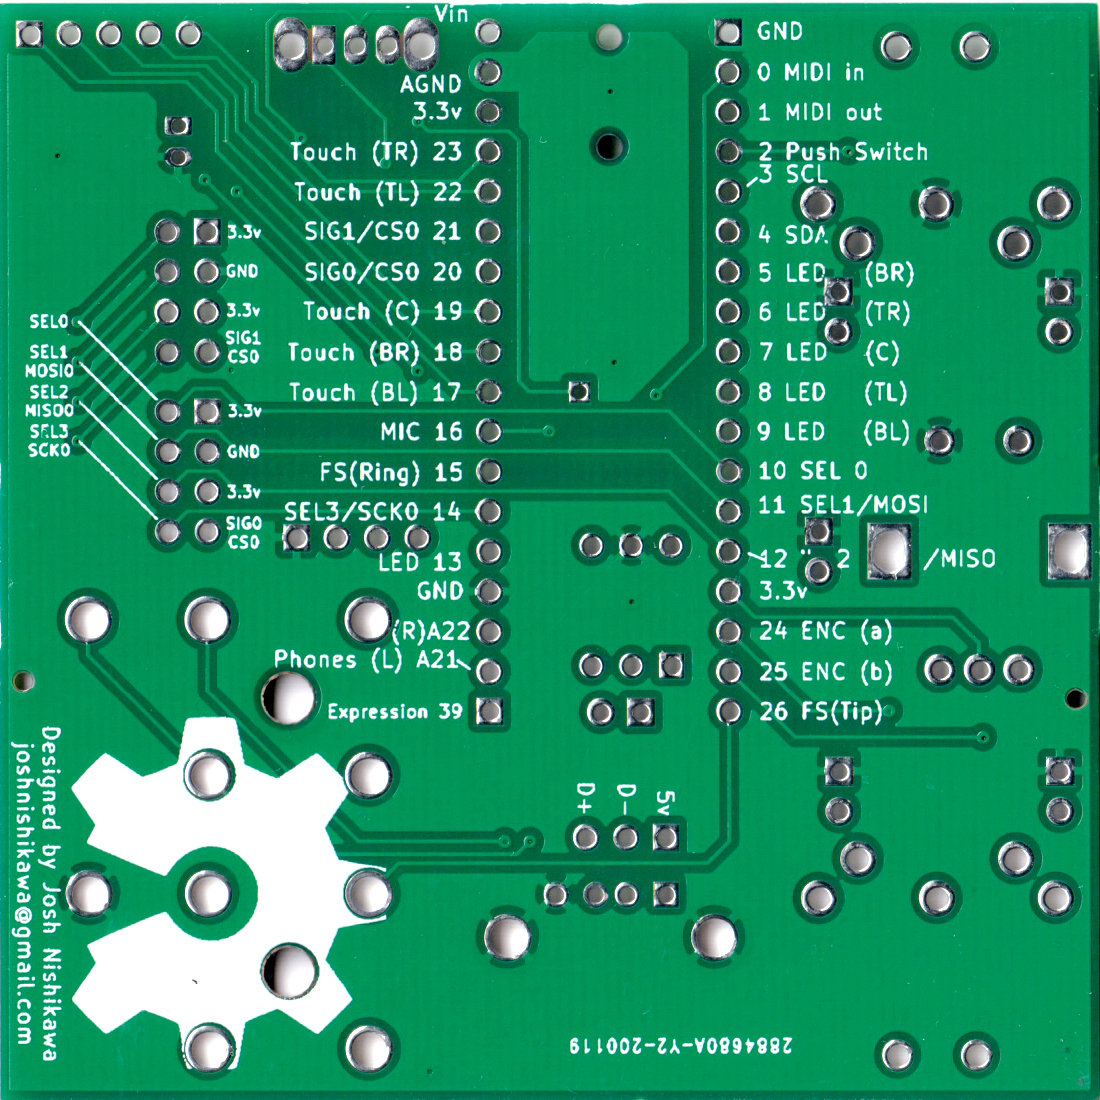 Vin
AGND
3.3v
Touch (TR) 23
Touch (TL) 22
SIG1/CS0 21
SIG0/CS0 20
Touch (C) 19
Touch (BR) 18
Touch (BL) 17
MIC 16
FS(Ring) 15
SEL3/SCK0 14
LED 13
GND
(R)A22
Phones (L) A21
Expression 39
GND
0 MIDI in
1 MIDI out
2 Push Switch
3 SCL
4 SDA
5 LED (BR)
6 LED (TR)
7 LED (C)
8 LED (TL)
9 LED (BL)
10 SEL 0
11 SEL1/MOSI
12 " 2 /MISO
3.3v
24 ENC (a)
25 ENC (b)
26 FS(Tip)
3.3v
GND
3.3v
SIG1
CS0
3.3v
GND
3.3v
SIG0
CS0
SEL0
SEL1
MOSI0
SEL2
MISO0
SEL3
SCK0
D+
D-
5v
Designed by Josh Nishikawa
joshnishikawa@gmail.com
2884680A-Y2-200119